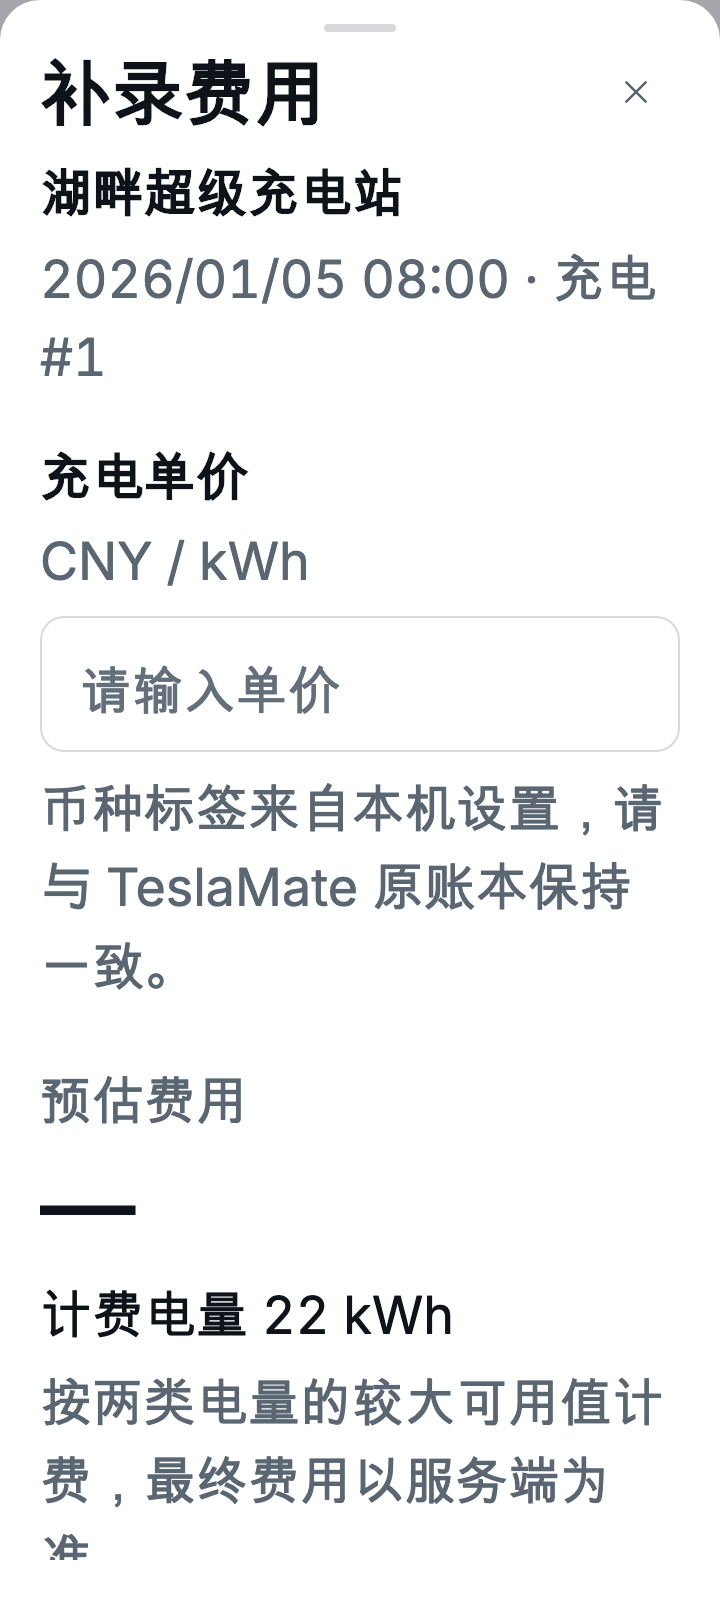 补录费用
湖畔超级充电站
2026/01/05 08:00 · 充电
#1
充电单价
CNY / kWh
请输入单价
币种标签来自本机设置，请
与 TeslaMate 原账本保持
一致。
预估费用
—
计费电量 22 kWh
按两类电量的较大可用值计
费，最终费用以服务端为
准